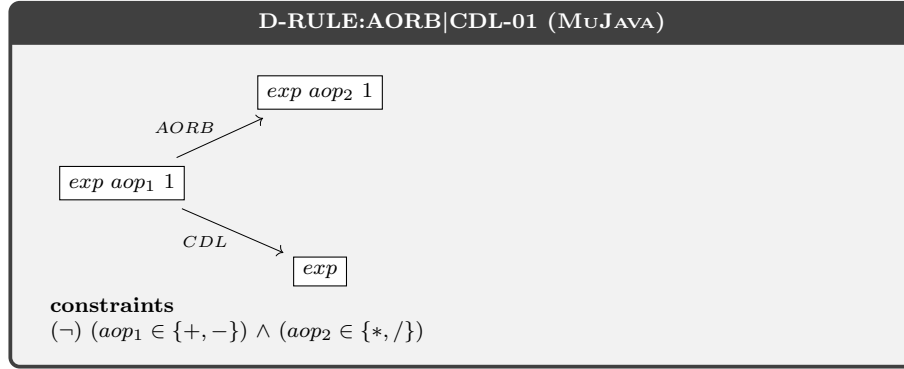 D-RULE:AORB|CDL-01 (MUJAVA)
exp aop₂ 1
AORB
exp aop₁ 1
CDL
exp
constraints
(¬) (aop₁ ∈ {+, −}) ∧ (aop₂ ∈ {∗, /})